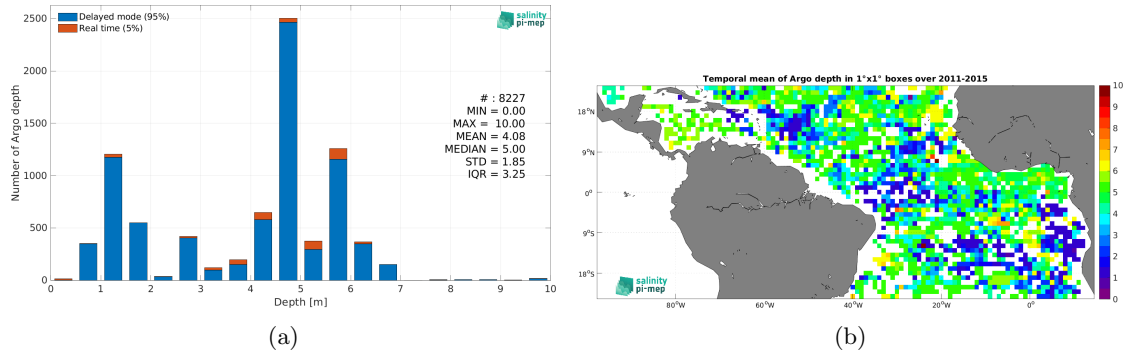 Delayed mode (95%)
Real time (5%)
salinity
pi-mep
# : 8227
MIN = 0.00
MAX = 10.00
MEAN = 4.08
MEDIAN = 5.00
STD = 1.85
IQR = 3.25
Number of Argo depth
2500
2000
1500
1000
500
0
0 1 2 3 4 5 6 7 8 9 10
Depth [m]
(a)
Temporal mean of Argo depth in 1°x1° boxes over 2011-2015
18°N
9°N
0°
9°S
18°S
80°W 60°W 40°W 20°W 0°
10
9
8
7
6
5
4
3
2
1
0
salinity
pi-mep
(b)